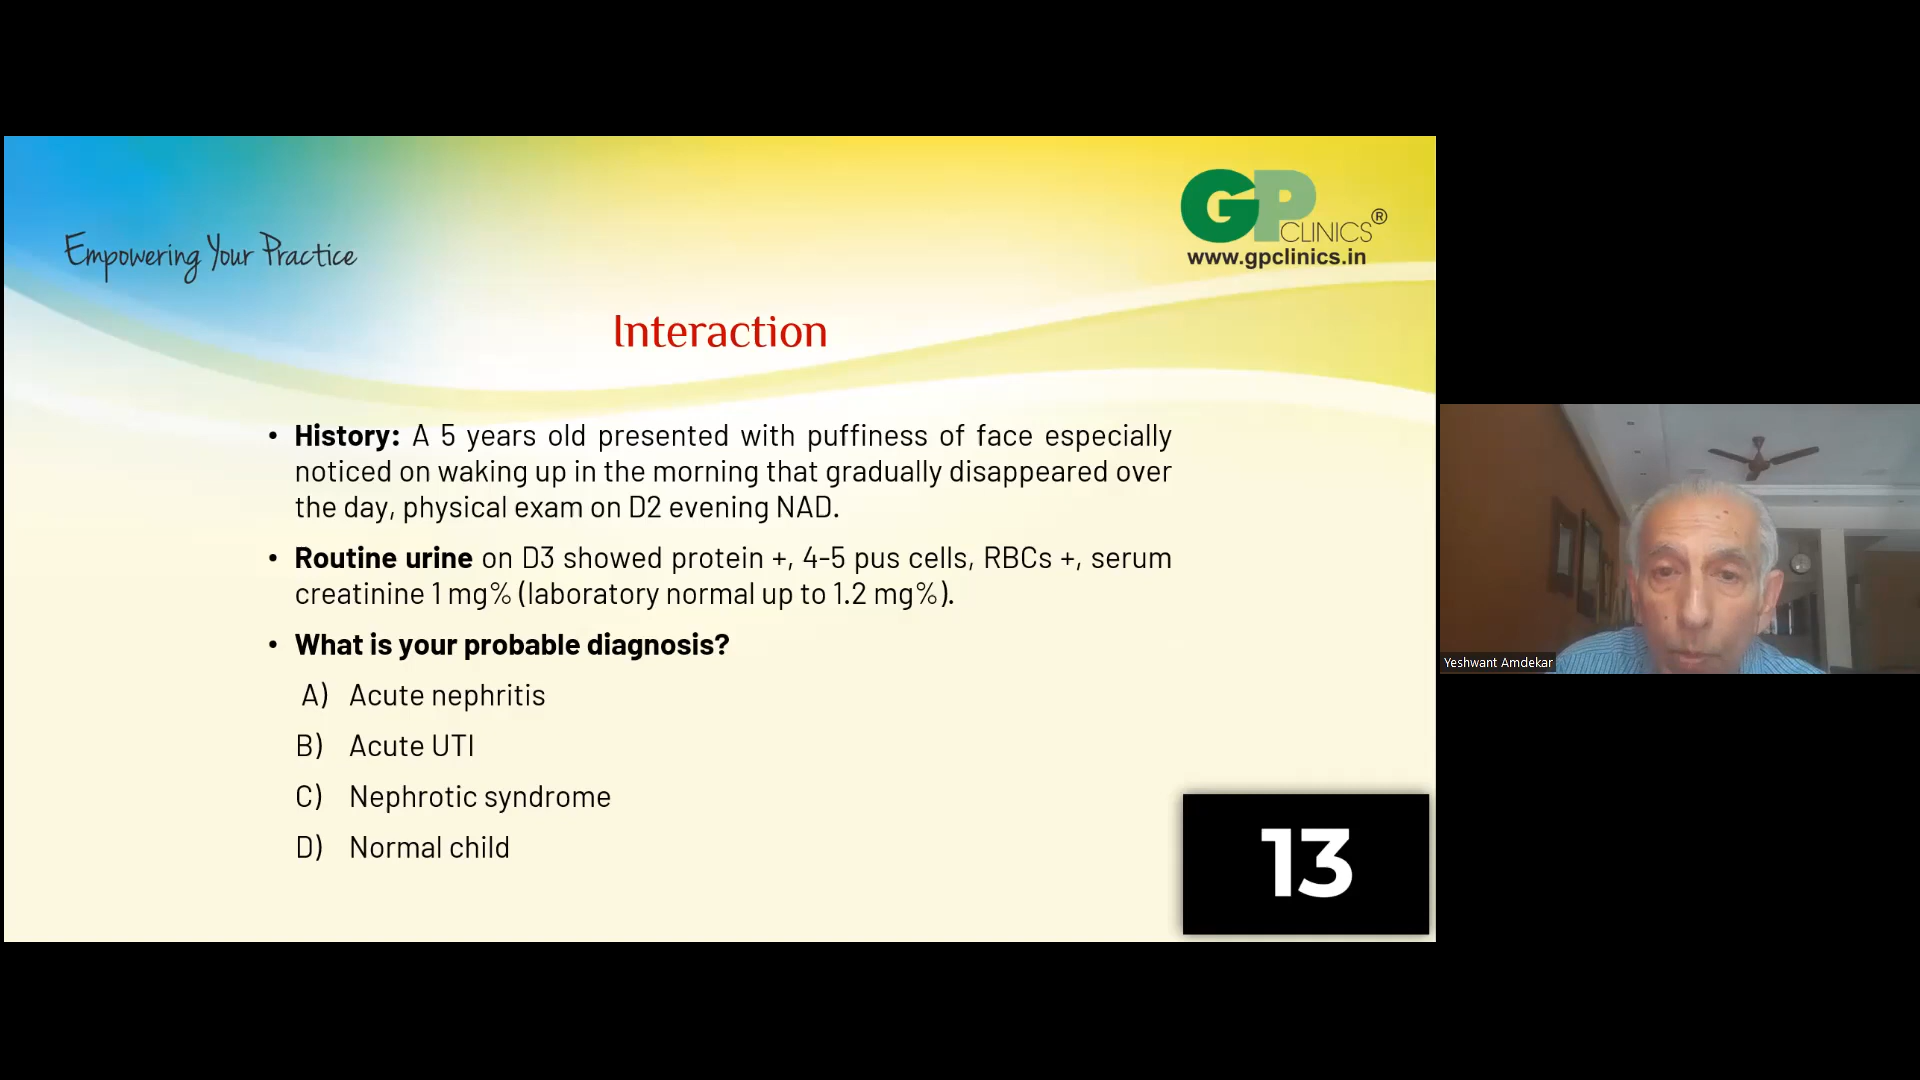 Empowering Your Practice
GP CLINICS®
www.gpclinics.in
Interaction
• History: A 5 years old presented with puffiness of face especially
noticed on waking up in the morning that gradually disappeared over
the day, physical exam on D2 evening NAD.
• Routine urine on D3 showed protein +, 4-5 pus cells, RBCs +, serum
creatinine 1 mg% (laboratory normal up to 1.2 mg%).
• What is your probable diagnosis?
A) Acute nephritis
B) Acute UTI
C) Nephrotic syndrome
D) Normal child
13
Yeshwant Amdekar